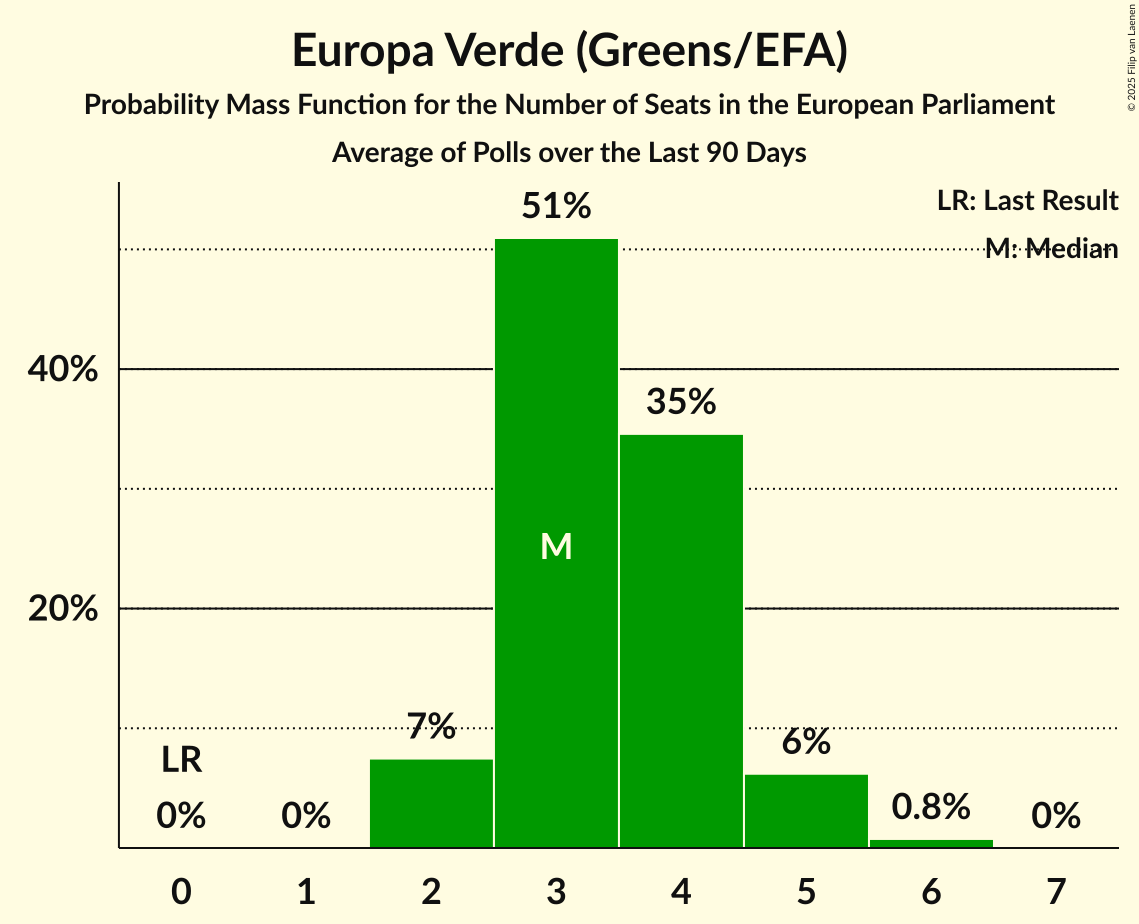 Europa Verde (Greens/EFA)
Probability Mass Function for the Number of Seats in the European Parliament
Average of Polls over the Last 90 Days
© 2025 Filip van Laenen
LR: Last Result
M: Median
51%
40%
35%
M
20%
7%
6%
LR
0%
0%
0.8%
0%
0 1 2 3 4 5 6 7